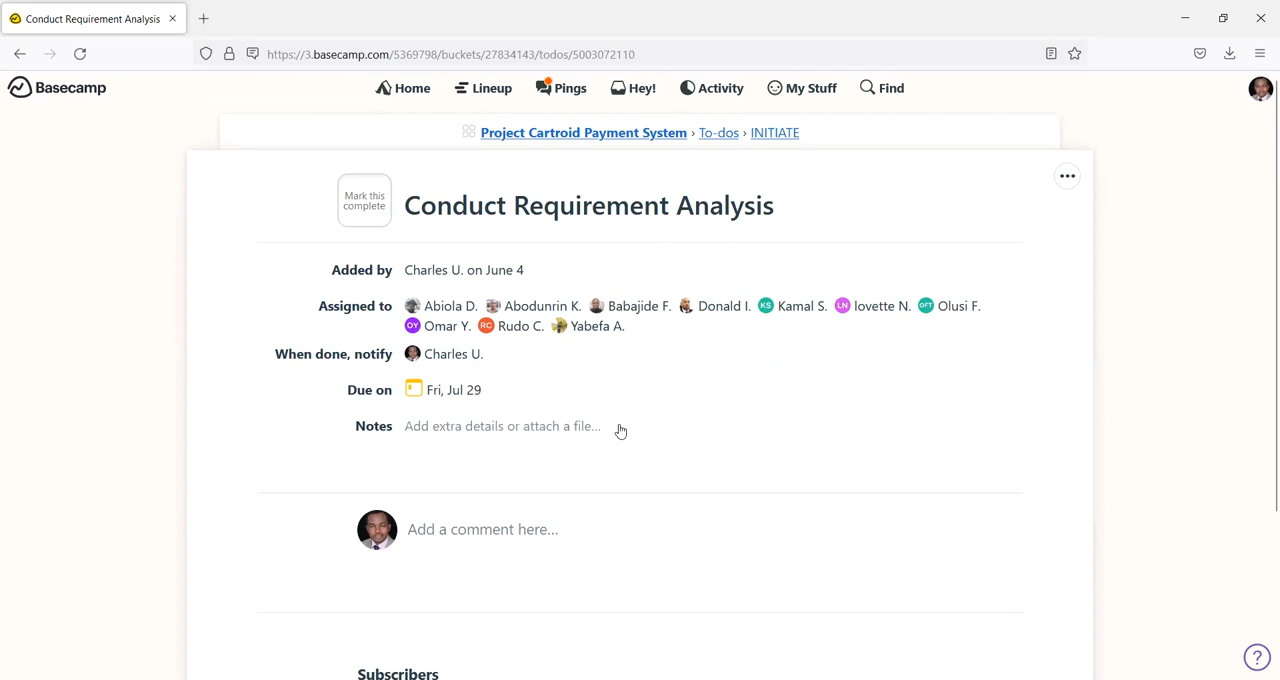 Conduct Requirement Analysis
https://3.basecamp.com/5369798/buckets/27834143/todos/5003072110
Basecamp
Home Lineup Pings Hey! Activity My Stuff Find
Project Cartroid Payment System › To-dos › INITIATE
Mark this
complete
Conduct Requirement Analysis
Added by Charles U. on June 4
Assigned to Abiola D. Abodunrin K. Babajide F. Donald I. KS Kamal S. LN lovette N. OFT Olusi F.
OY Omar Y. RC Rudo C. Yabefa A.
When done, notify Charles U.
Due on Fri, Jul 29
Notes Add extra details or attach a file...
Add a comment here...
Subscribers
?